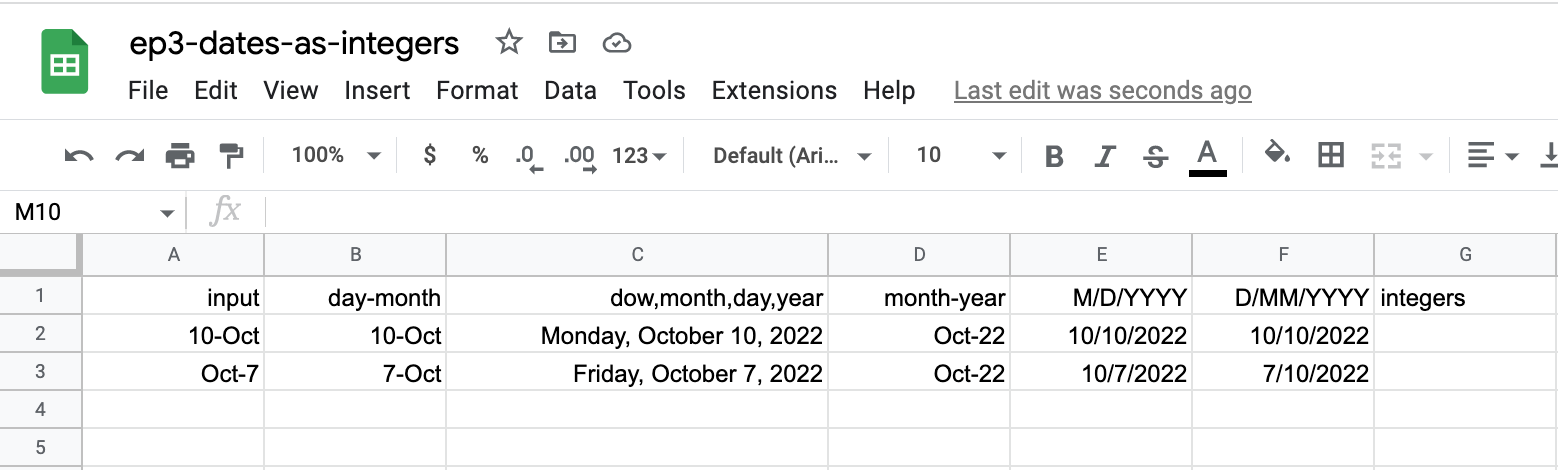 ep3-dates-as-integers
File Edit View Insert Format Data Tools Extensions Help Last edit was seconds ago
100% $ % .0 .00 123 Default (Ari... 10 B I S A
M10 fx
A B C D E F G
1 input day-month dow,month,day,year month-year M/D/YYYY D/MM/YYYY integers
2 10-Oct 10-Oct Monday, October 10, 2022 Oct-22 10/10/2022 10/10/2022
3 Oct-7 7-Oct Friday, October 7, 2022 Oct-22 10/7/2022 7/10/2022
4
5